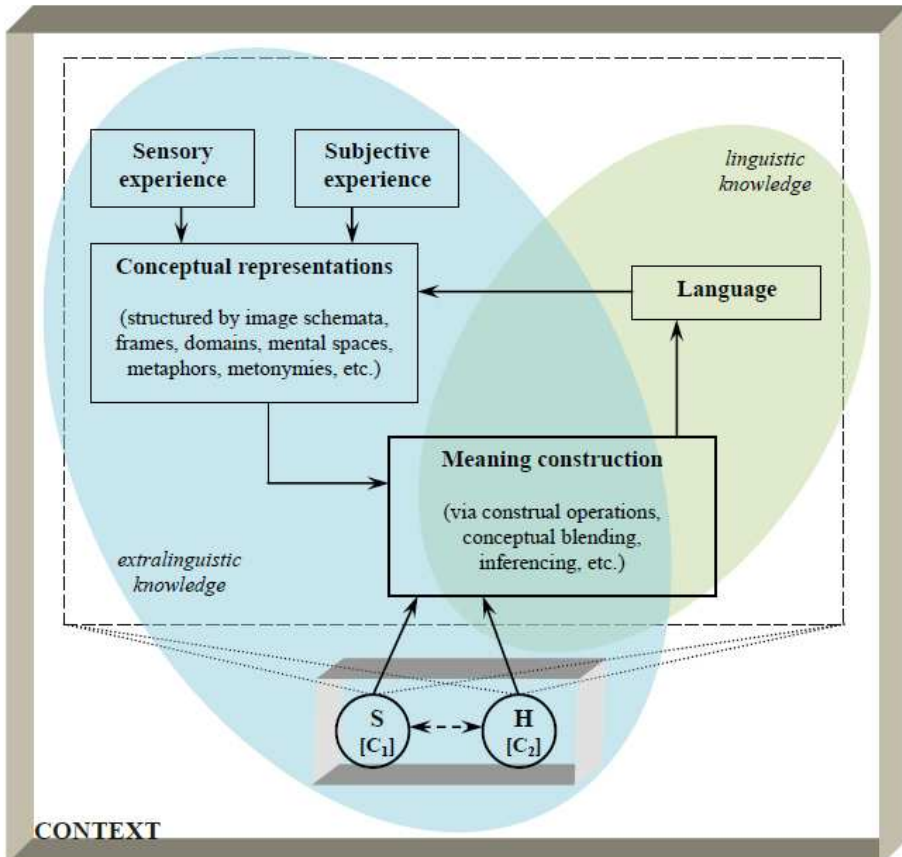 Sensory
experience
Subjective
experience
linguistic
knowledge
Conceptual representations
(structured by image schemata,
frames, domains, mental spaces,
metaphors, metonymies, etc.)
Language
Meaning construction
(via construal operations,
conceptual blending,
inferencing, etc.)
extralinguistic
knowledge
S
[C₁]
H
[C₂]
CONTEXT